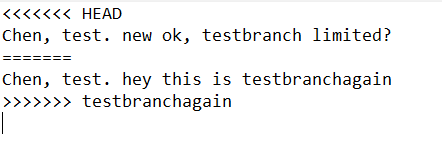 <<<<<<< HEAD
Chen, test. new ok, testbranch limited?
=======
Chen, test. hey this is testbranchagain
>>>>>>> testbranchagain